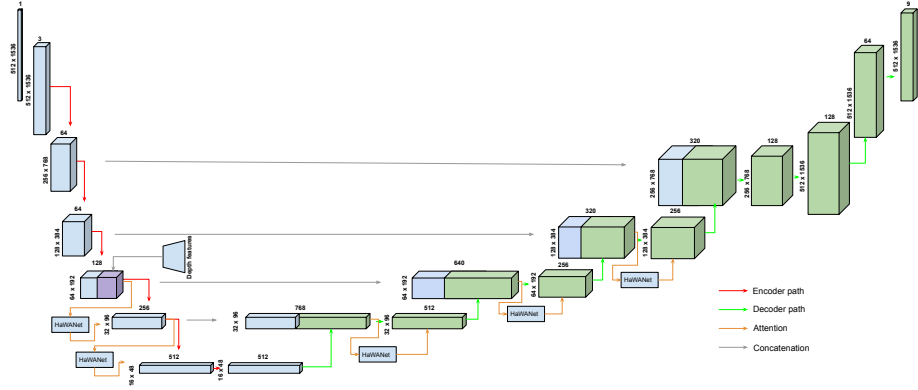 1
512 x 1536
3
512 x 1536
64
256 x 768
64
128 x 384
128
64 x 192
Depth features
HaWANet
256
32 x 96
HaWANet
512
16 x 48
512
16 x 48
768
32 x 96
HaWANet
512
32 x 96
640
64 x 192
HaWANet
256
64 x 192
320
128 x 384
HaWANet
256
128 x 384
320
256 x 768
128
256 x 768
128
512 x 1536
64
512 x 1536
9
512 x 1536
Encoder path
Decoder path
Attention
Concatenation